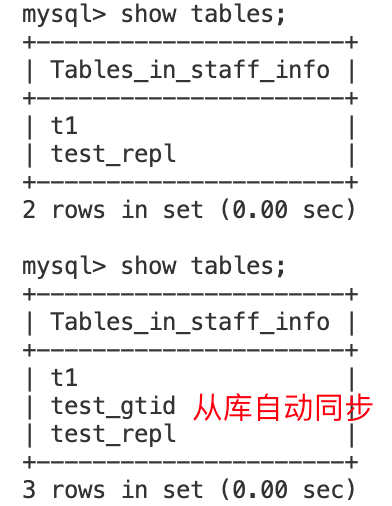 mysql> show tables;
+----------------------+
| Tables_in_staff_info |
+----------------------+
| t1                   |
| test_repl            |
+----------------------+
2 rows in set (0.00 sec)
mysql> show tables;
+----------------------+
| Tables_in_staff_info |
+----------------------+
| t1                   |
| test_gtid 从库自动同步 |
| test_repl            |
+----------------------+
3 rows in set (0.00 sec)